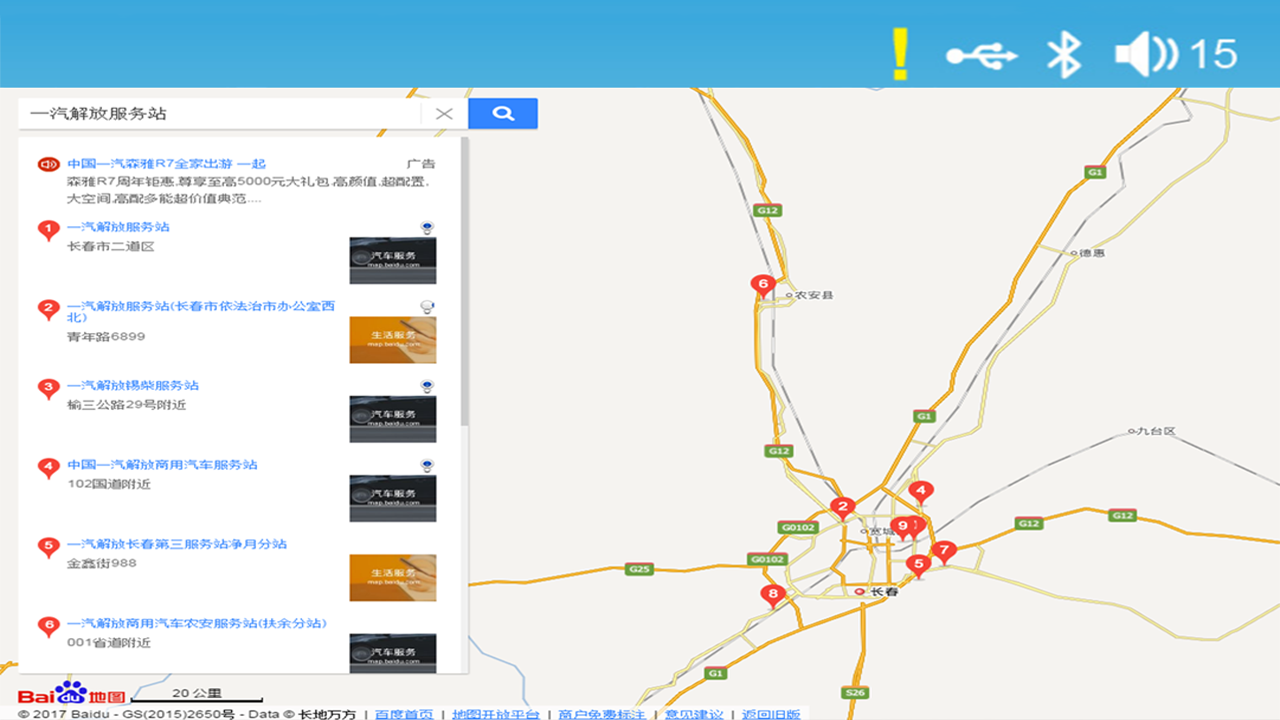 15
一汽解放服务站
中国一汽森雅R7全家出游 一起
广告
森雅R7周年钜惠,尊享至高5000元大礼包,高颜值,超配置,
大空间,高配多能超价值典范....
1
一汽解放服务站
长春市二道区
汽车服务
map.baidu.com
2
一汽解放服务站(长春市依法治市办公室西
北)
青年路6899
生活服务
map.baidu.com
3
一汽解放锡柴服务站
榆三公路29号附近
汽车服务
map.baidu.com
4
中国一汽解放商用汽车服务站
102国道附近
汽车服务
map.baidu.com
5
一汽解放长春第三服务站净月分站
金鑫街988
生活服务
map.baidu.com
6
一汽解放商用汽车农安服务站(扶余分站)
001省道附近
汽车服务
map.baidu.com
G1
G12
德惠
6
农安县
G1
九台区
G12
4
2
G12
G0102
宽城
9
G12
7
G0102
5
G25
8
长春
G1
S26
Bai du 地图
20 公里
© 2017 Baidu - GS(2015)2650号 - Data © 长地万方 | 百度首页 | 地图开放平台 | 商户免费标注 | 意见建议 | 返回旧版